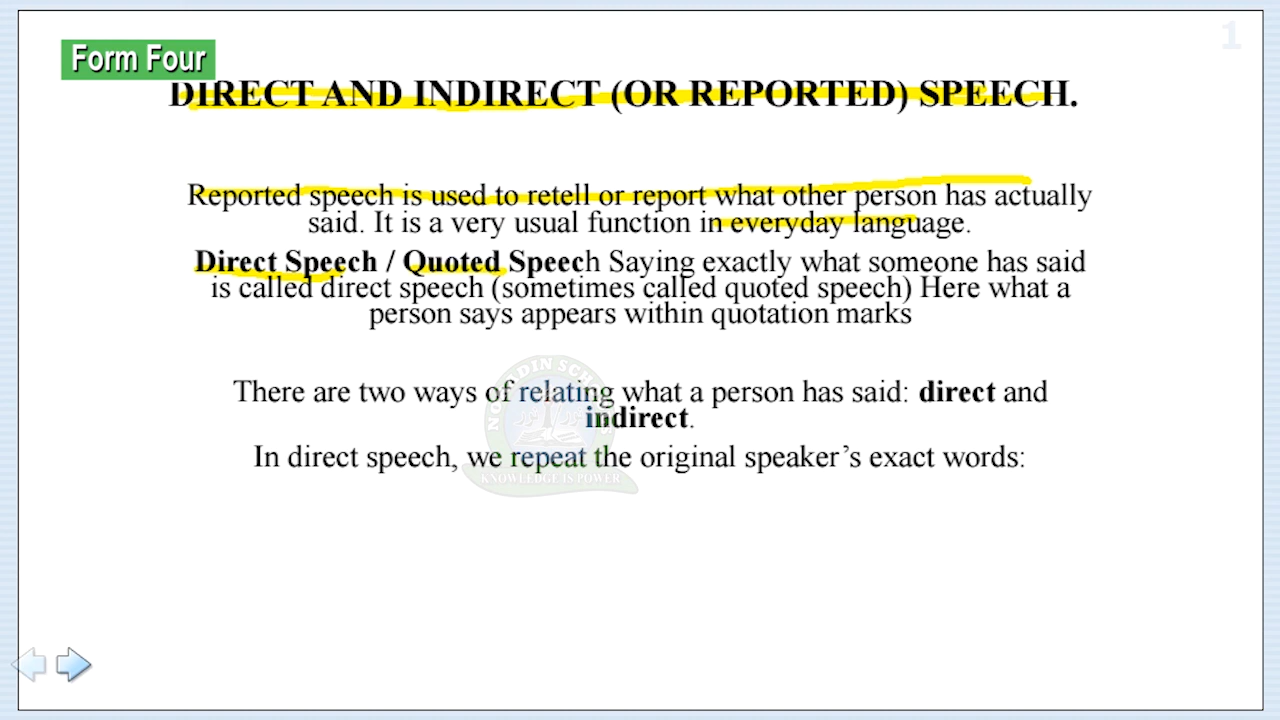 1
Form Four
DIRECT AND INDIRECT (OR REPORTED) SPEECH.
Reported speech is used to retell or report what other person has actually
said. It is a very usual function in everyday language.
Direct Speech / Quoted Speech Saying exactly what someone has said
is called direct speech (sometimes called quoted speech) Here what a
person says appears within quotation marks
There are two ways of relating what a person has said: direct and
indirect.
In direct speech, we repeat the original speaker’s exact words:
KNOWLEDGE IS POWER